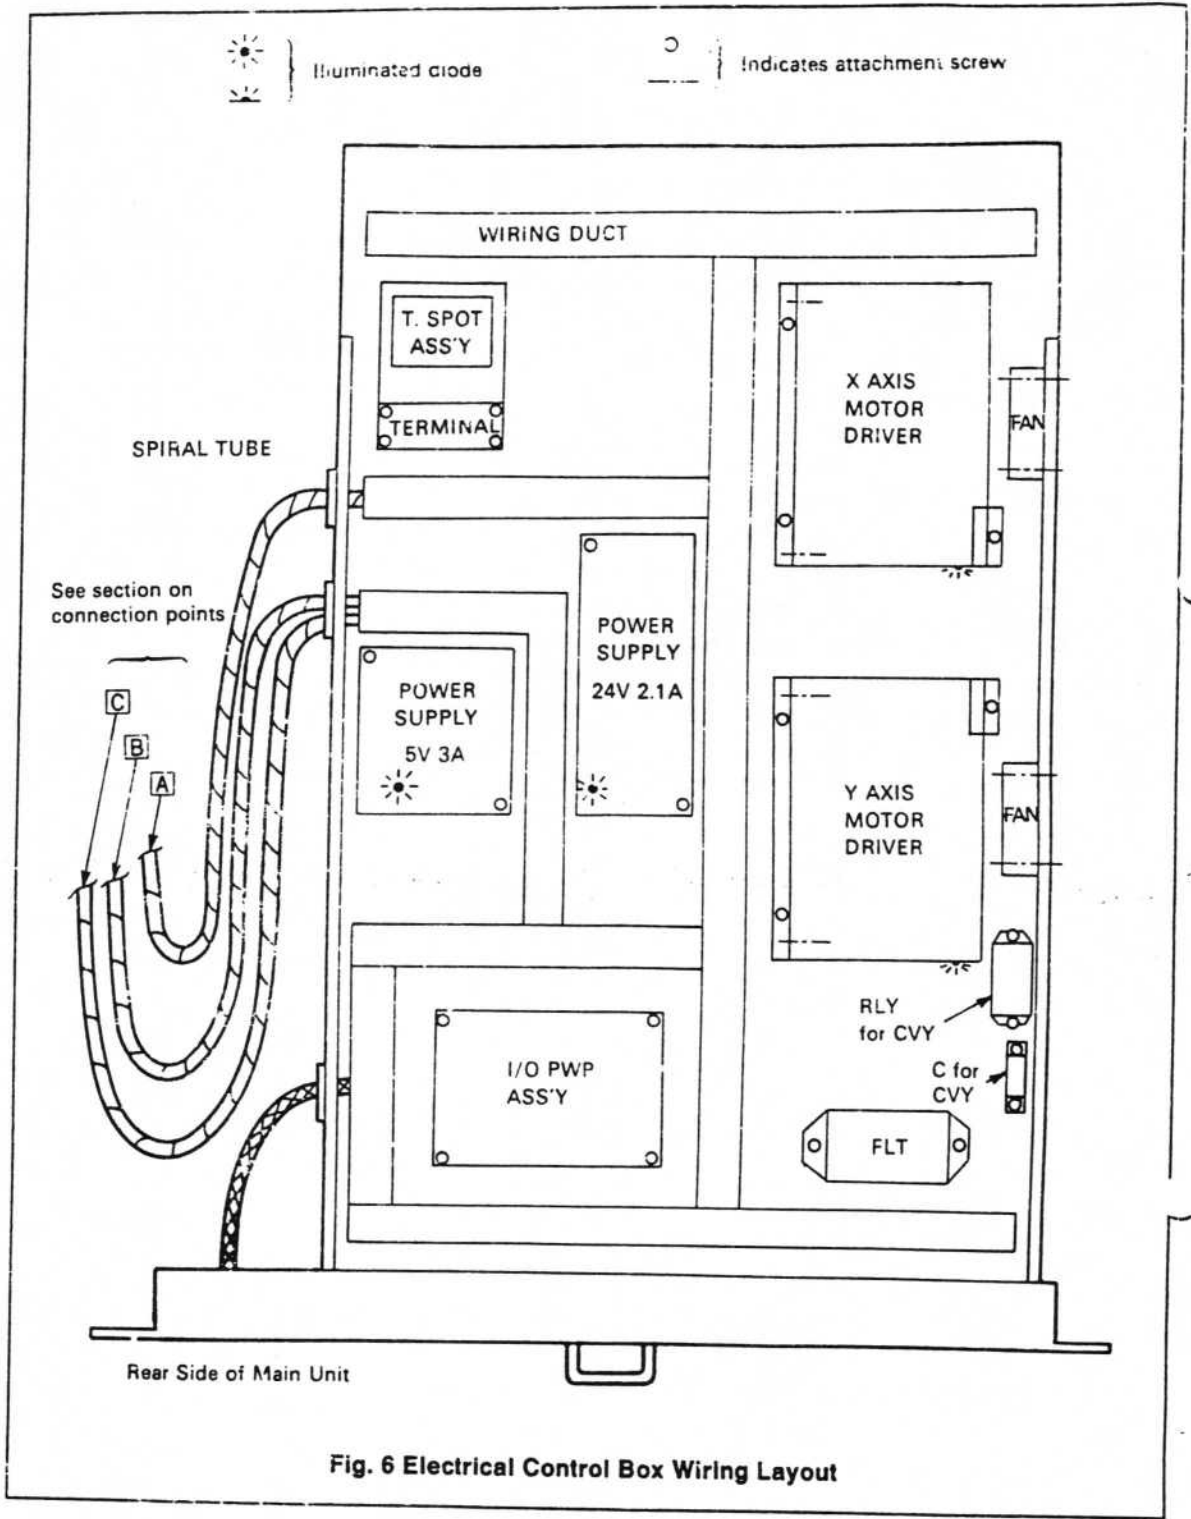 Illuminated diode
Indicates attachment screw
WIRING DUCT
T. SPOT
ASS'Y
TERMINAL
X AXIS
MOTOR
DRIVER
FAN
SPIRAL TUBE
See section on
connection points
POWER
SUPPLY
24V 2.1A
POWER
SUPPLY
5V 3A
C
B
A
Y AXIS
MOTOR
DRIVER
FAN
RLY
for CVY
I/O PWP
ASS'Y
C for
CVY
FLT
Rear Side of Main Unit
Fig. 6 Electrical Control Box Wiring Layout